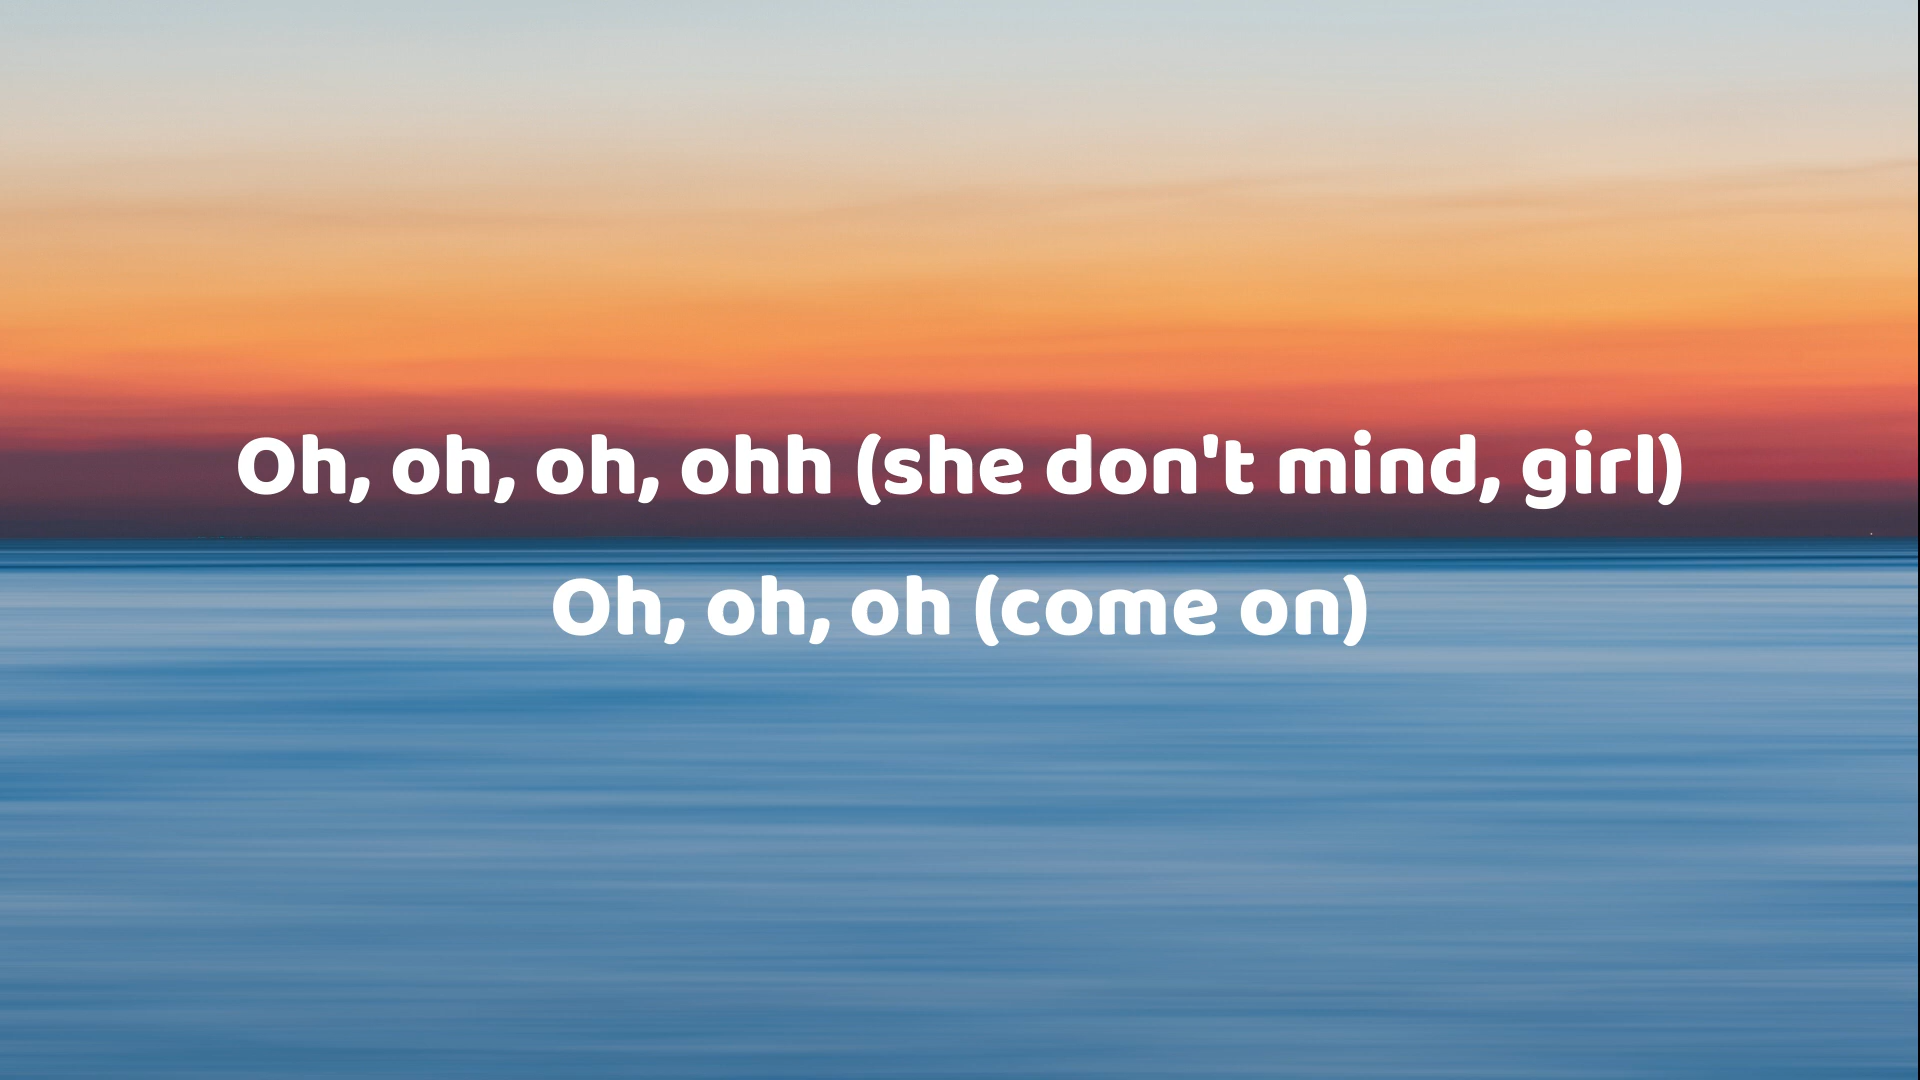 Oh, oh, oh, ohh (she don't mind, girl)
Oh, oh, oh (come on)